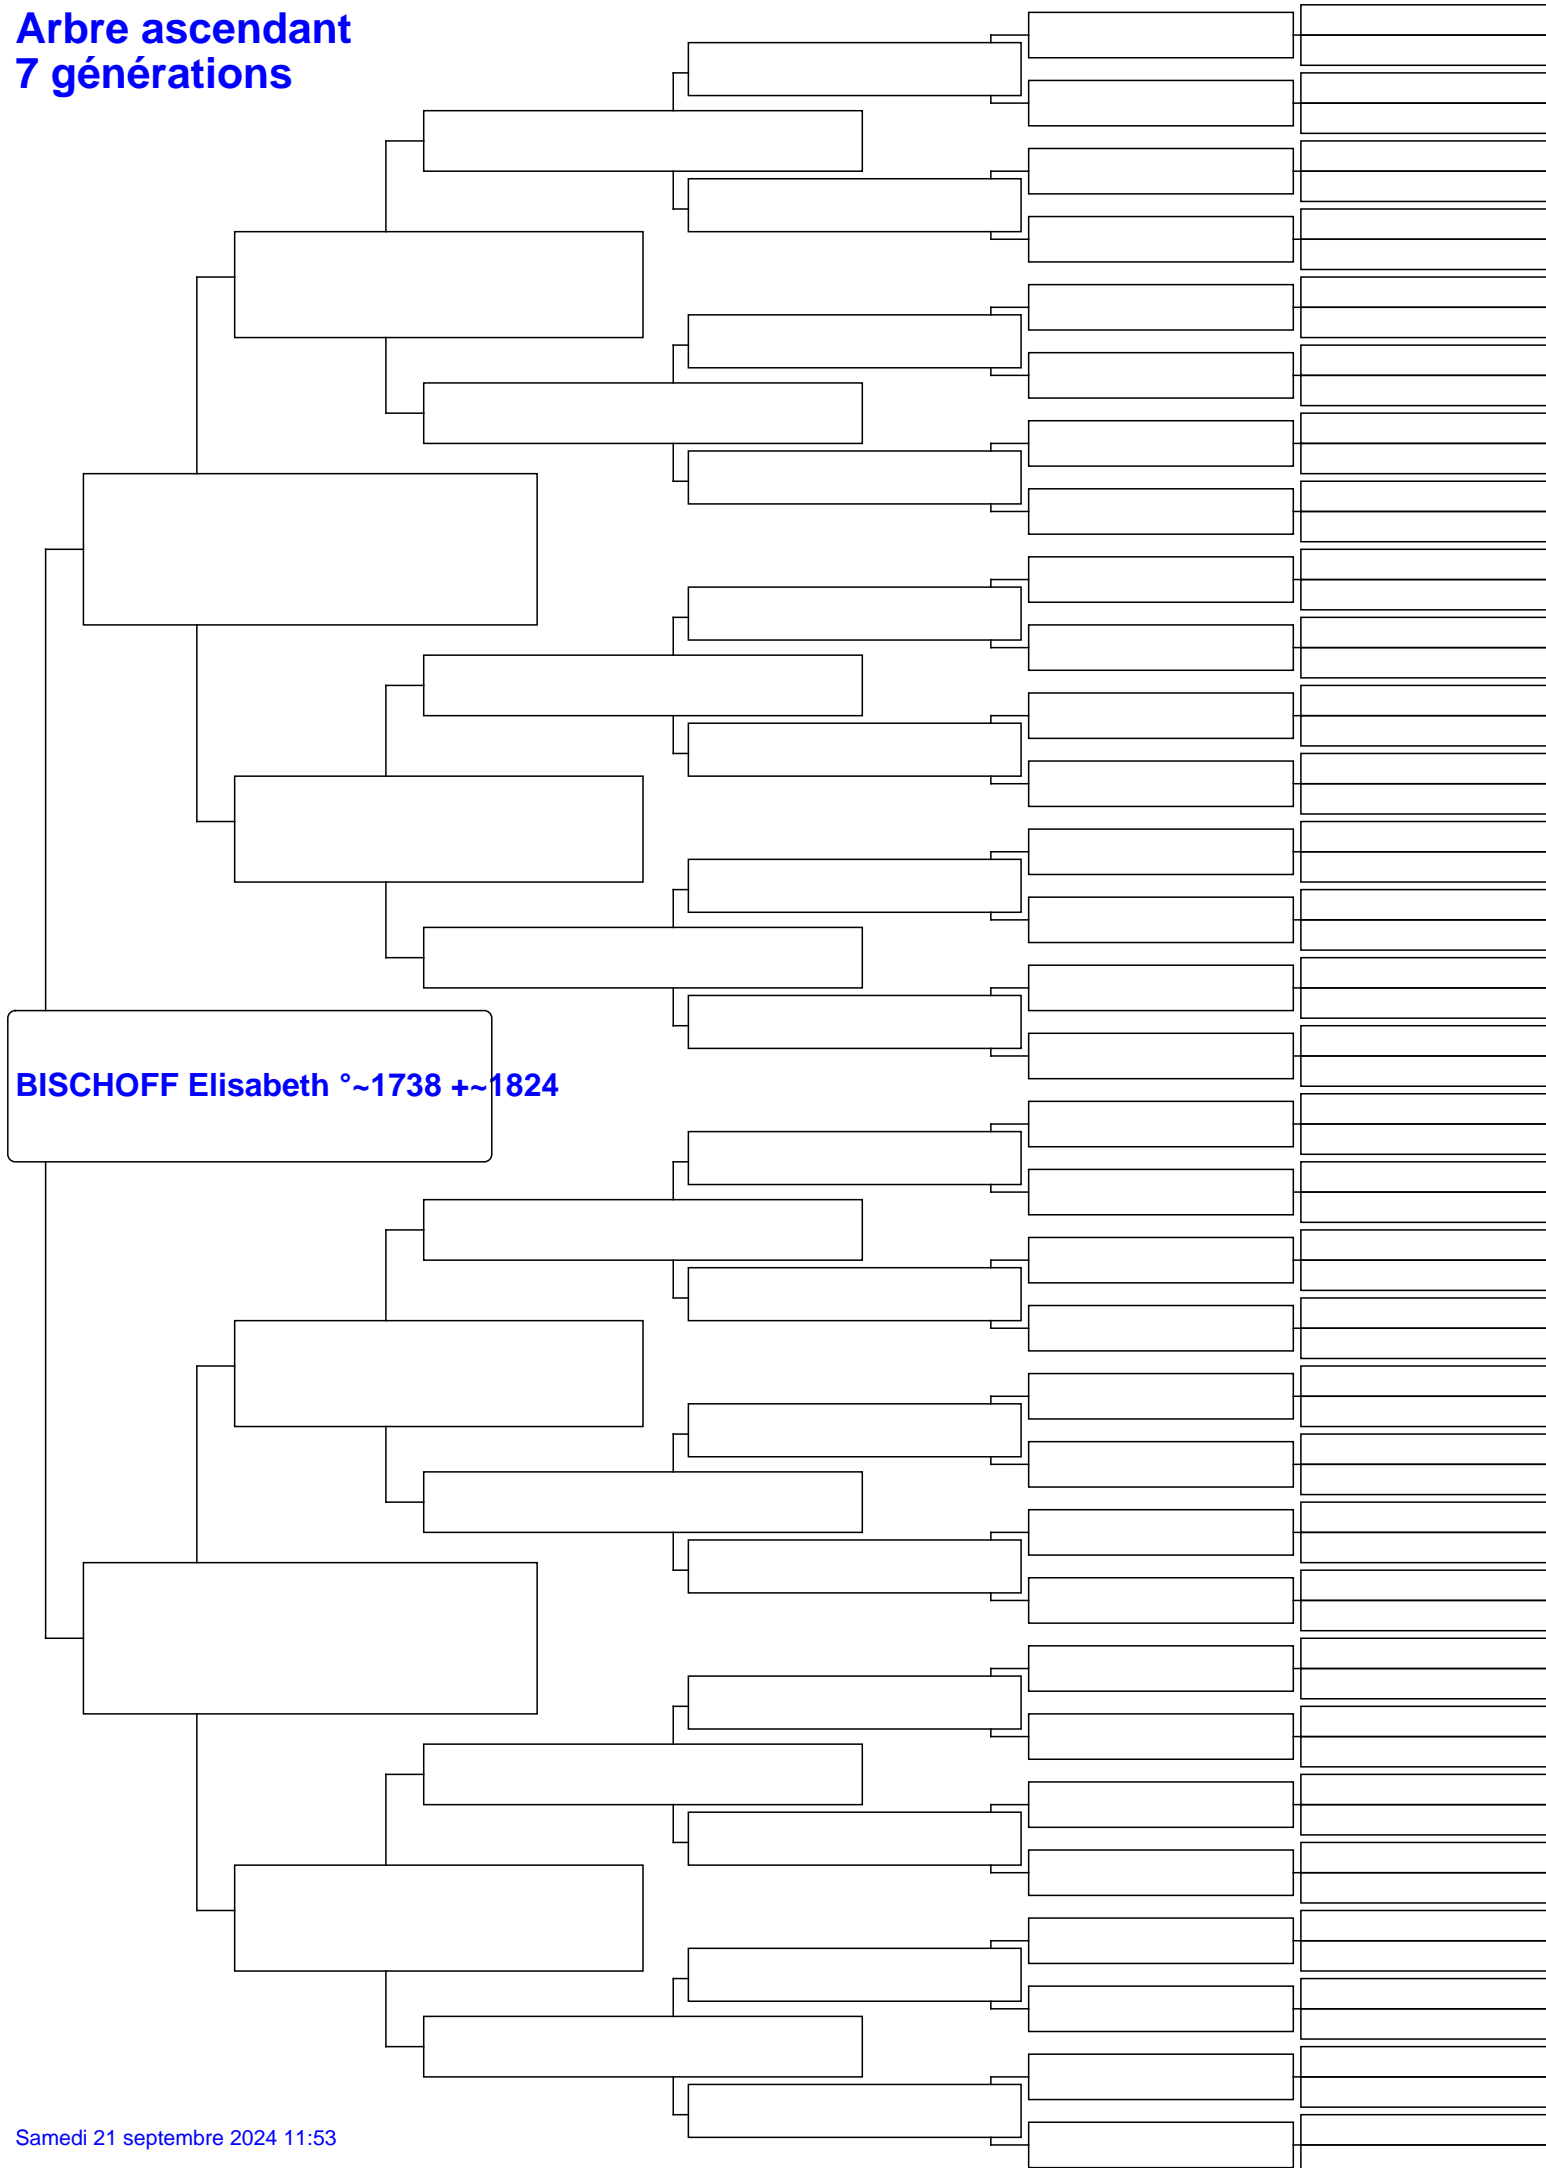 Arbre ascendant
7 générations
BISCHOFF Elisabeth °~1738 +~1824
Samedi 21 septembre 2024 11:53